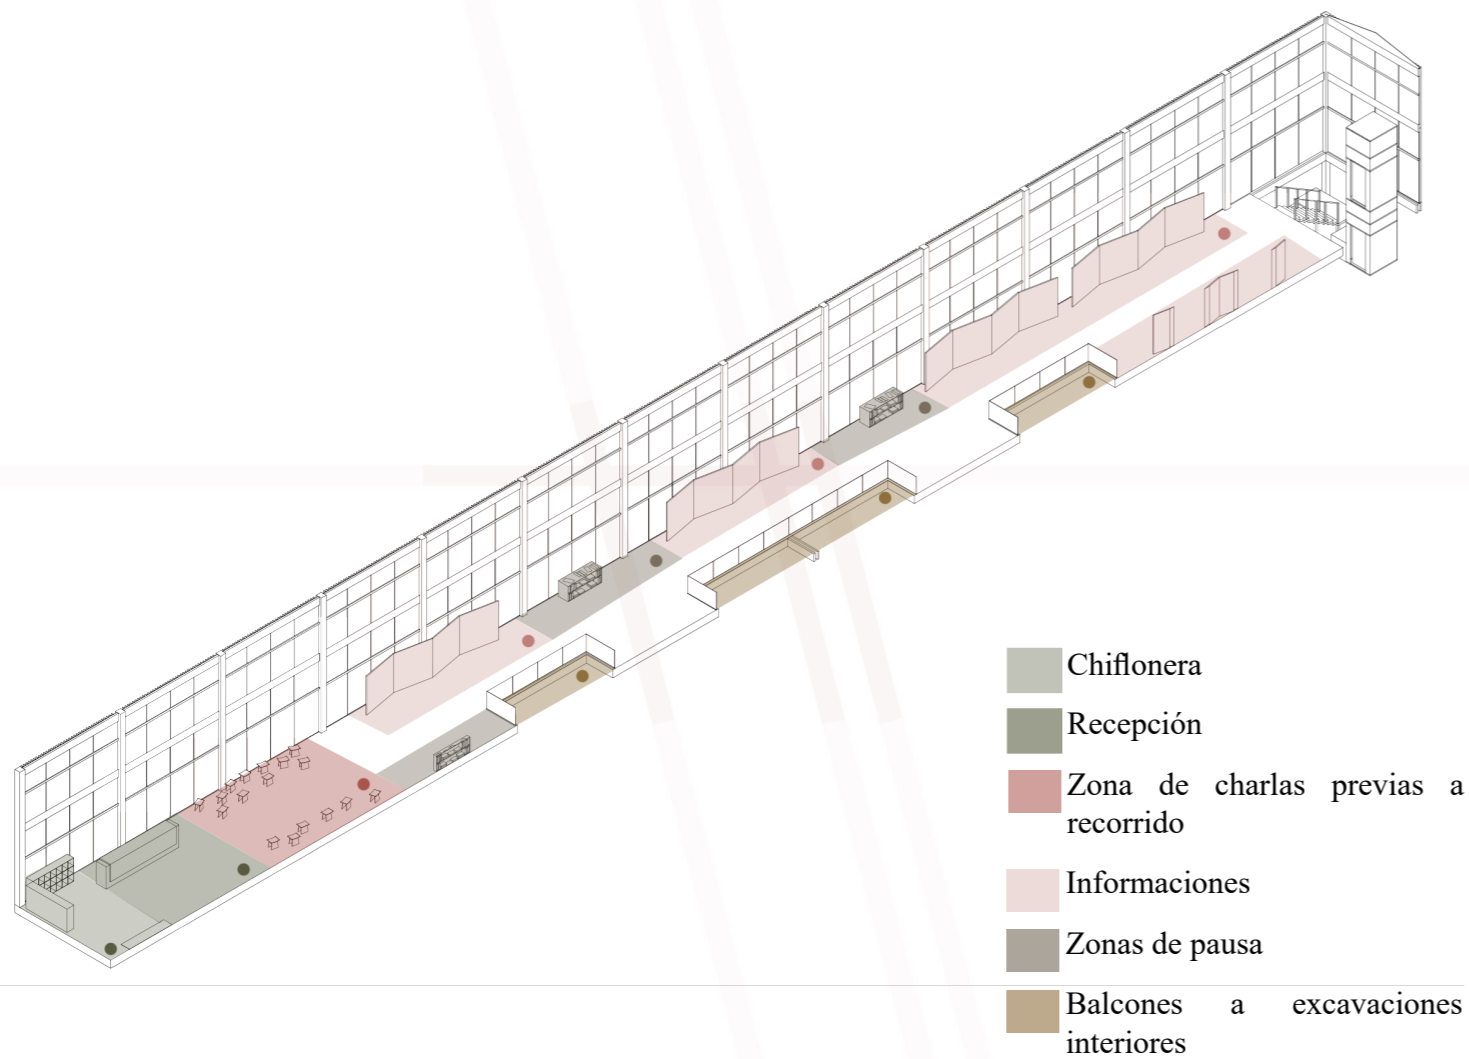 Chiflonera
Recepción
Zona de charlas previas a
recorrido
Informaciones
Zonas de pausa
Balcones a excavaciones
interiores